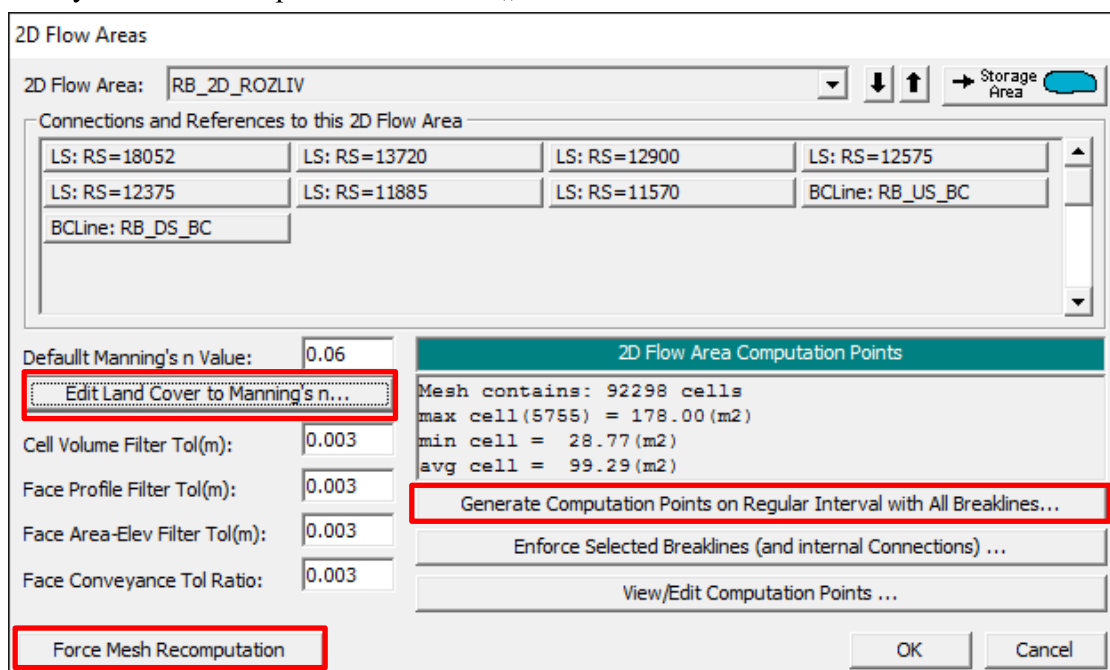 2D Flow Areas
2D Flow Area: RB_2D_ROZLIV
Storage Area
Connections and References to this 2D Flow Area
LS: RS=18052 LS: RS=13720 LS: RS=12900 LS: RS=12575
LS: RS=12375 LS: RS=11885 LS: RS=11570 BCLine: RB_US_BC
BCLine: RB_DS_BC
Defaullt Manning's n Value: 0.06
Edit Land Cover to Manning's n...
Cell Volume Filter Tol(m): 0.003
Face Profile Filter Tol(m): 0.003
Face Area-Elev Filter Tol(m): 0.003
Face Conveyance Tol Ratio: 0.003
2D Flow Area Computation Points
Mesh contains: 92298 cells
max cell(5755) = 178.00(m2)
min cell = 28.77(m2)
avg cell = 99.29(m2)
Generate Computation Points on Regular Interval with All Breaklines...
Enforce Selected Breaklines (and internal Connections) ...
View/Edit Computation Points ...
Force Mesh Recomputation
OK Cancel